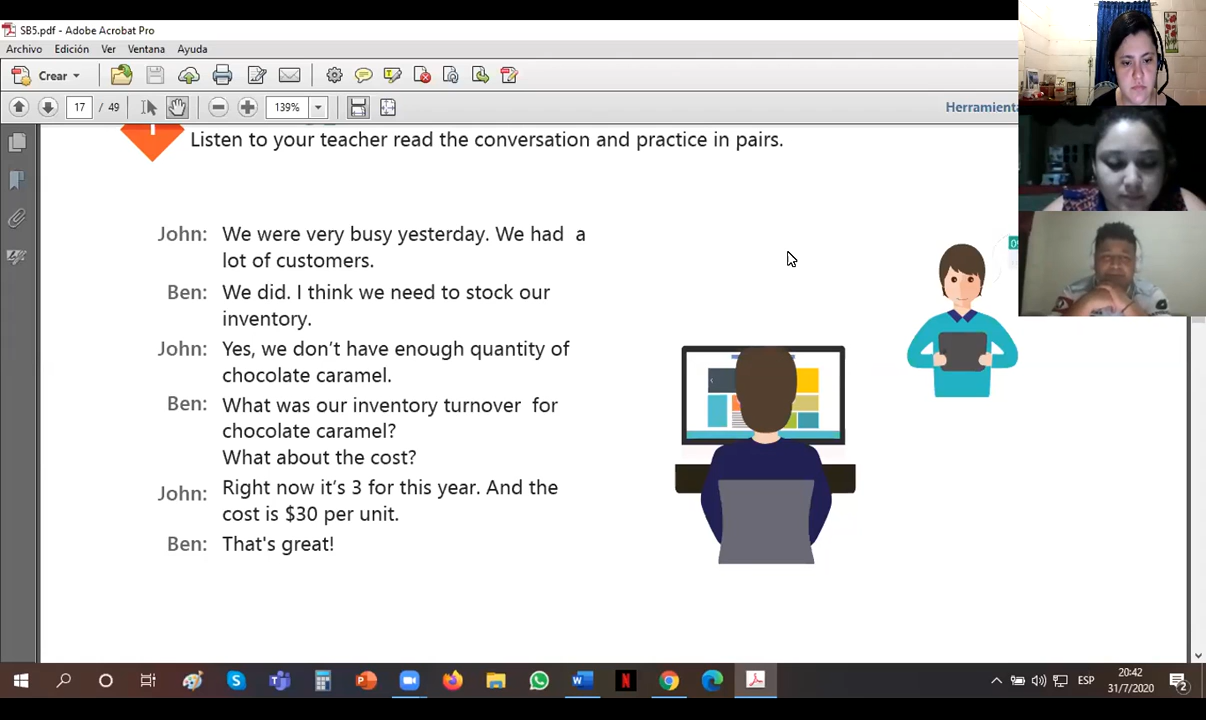 SB5.pdf - Adobe Acrobat Pro
Archivo Edición Ver Ventana Ayuda
Crear
17 / 49 139% Herramienta
Listen to your teacher read the conversation and practice in pairs.
John: We were very busy yesterday. We had a
lot of customers.
Ben: We did. I think we need to stock our
inventory.
John: Yes, we don't have enough quantity of
chocolate caramel.
Ben: What was our inventory turnover for
chocolate caramel?
What about the cost?
John: Right now it's 3 for this year. And the
cost is $30 per unit.
Ben: That's great!
ESP
20:42
31/7/2020
2